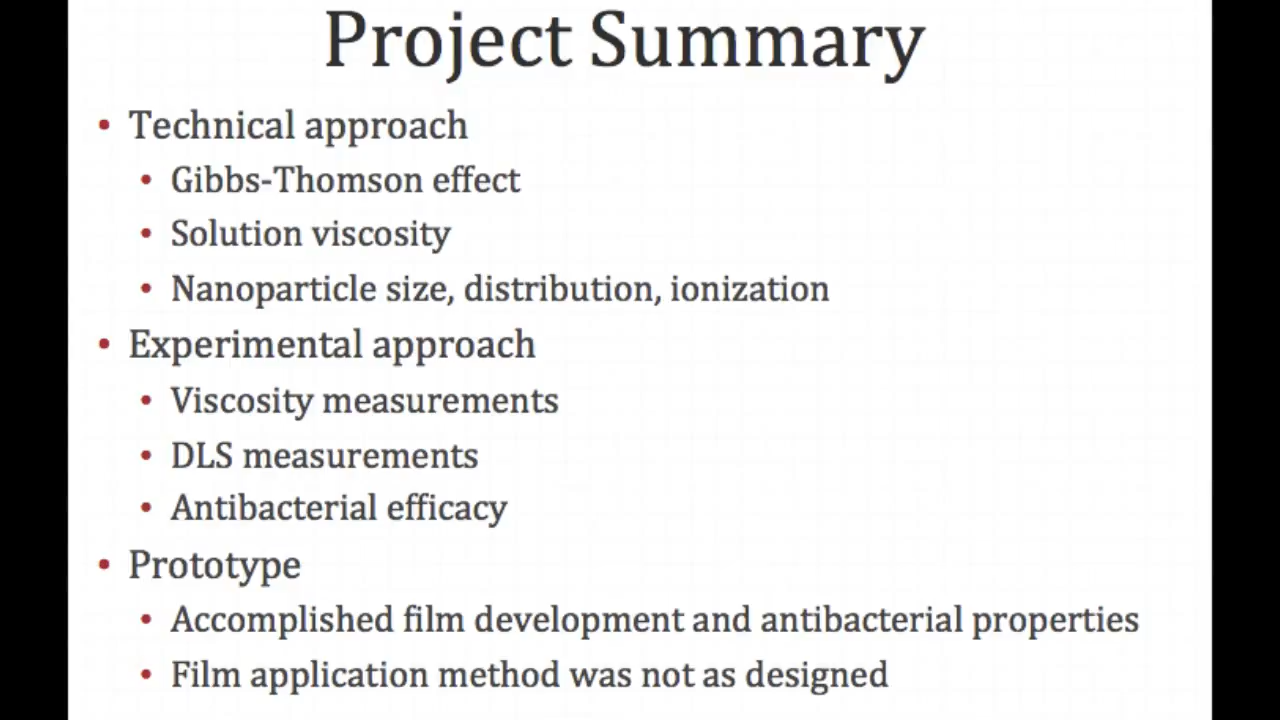 Project Summary
• Technical approach
• Gibbs-Thomson effect
• Solution viscosity
• Nanoparticle size, distribution, ionization
• Experimental approach
• Viscosity measurements
• DLS measurements
• Antibacterial efficacy
• Prototype
• Accomplished film development and antibacterial properties
• Film application method was not as designed